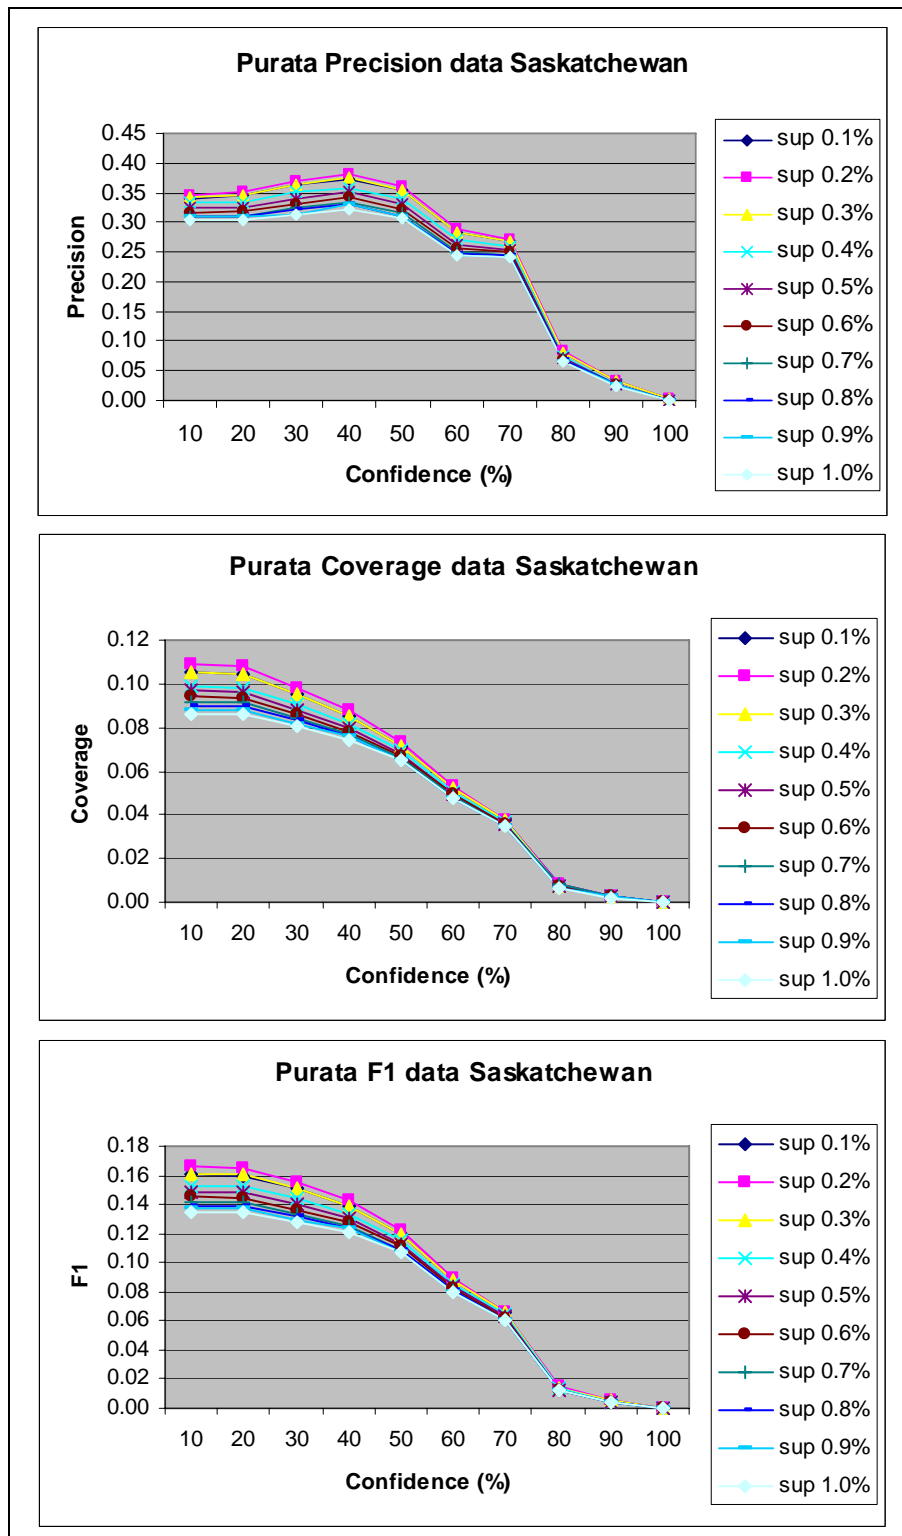 Purata Precision data Saskatchewan
0.45
0.40
0.35
0.30
0.25
0.20
0.15
0.10
0.05
0.00
Precision
10 20 30 40 50 60 70 80 90 100
Confidence (%)
sup 0.1%
sup 0.2%
sup 0.3%
sup 0.4%
sup 0.5%
sup 0.6%
sup 0.7%
sup 0.8%
sup 0.9%
sup 1.0%
Purata Coverage data Saskatchewan
0.12
0.10
0.08
0.06
0.04
0.02
0.00
Coverage
10 20 30 40 50 60 70 80 90 100
Confidence (%)
sup 0.1%
sup 0.2%
sup 0.3%
sup 0.4%
sup 0.5%
sup 0.6%
sup 0.7%
sup 0.8%
sup 0.9%
sup 1.0%
Purata F1 data Saskatchewan
0.18
0.16
0.14
0.12
0.10
0.08
0.06
0.04
0.02
0.00
F1
10 20 30 40 50 60 70 80 90 100
Confidence (%)
sup 0.1%
sup 0.2%
sup 0.3%
sup 0.4%
sup 0.5%
sup 0.6%
sup 0.7%
sup 0.8%
sup 0.9%
sup 1.0%